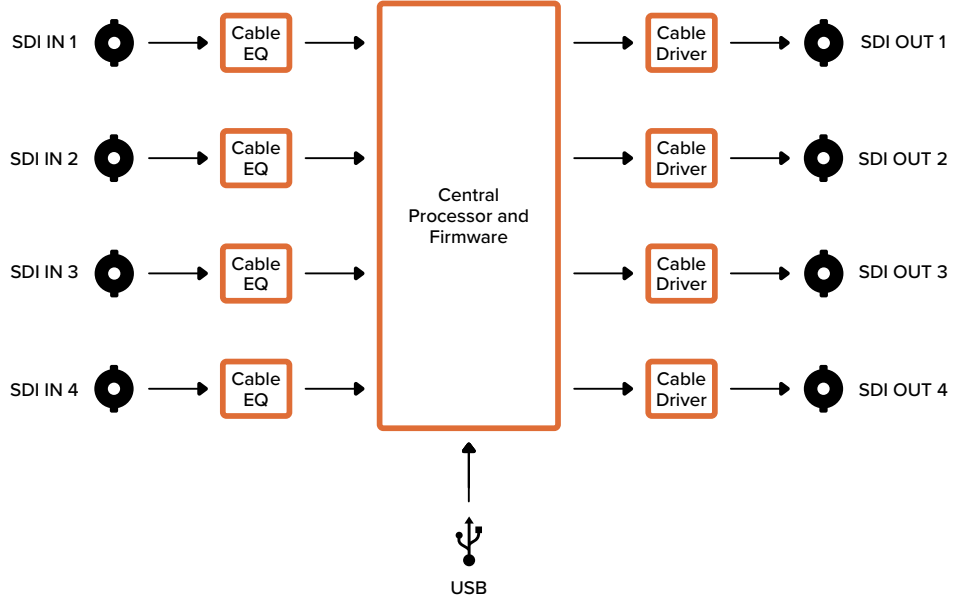 SDI IN 1
Cable
EQ
Cable
Driver
SDI OUT 1
SDI IN 2
Cable
EQ
Cable
Driver
SDI OUT 2
Central
Processor and
Firmware
SDI IN 3
Cable
EQ
Cable
Driver
SDI OUT 3
SDI IN 4
Cable
EQ
Cable
Driver
SDI OUT 4
USB